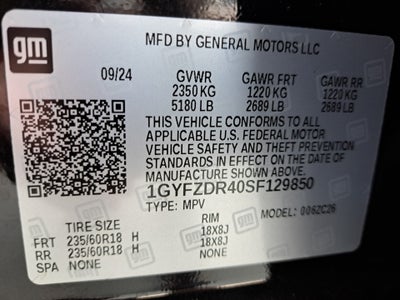 gm
MFD BY GENERAL MOTORS LLC
09/24 GVWR GAWR FRT GAWR RR
2350 KG 1220 KG 1220 KG
5180 LB 2689 LB 2689 LB
THIS VEHICLE CONFORMS TO ALL
APPLICABLE U.S. FEDERAL MOTOR
VEHICLE SAFETY AND THEFT PREVENTION
STANDARDS IN EFFECT ON THE DATE OF
MANUFACTURE SHOWN ABOVE.
1GYFZDR40SF129850
TYPE: MPV MODEL: 006ZC26
TIRE SIZE RIM
FRT 235/60R18 H 18X8J
RR 235/60R18 H 18X8J
SPA NONE NONE